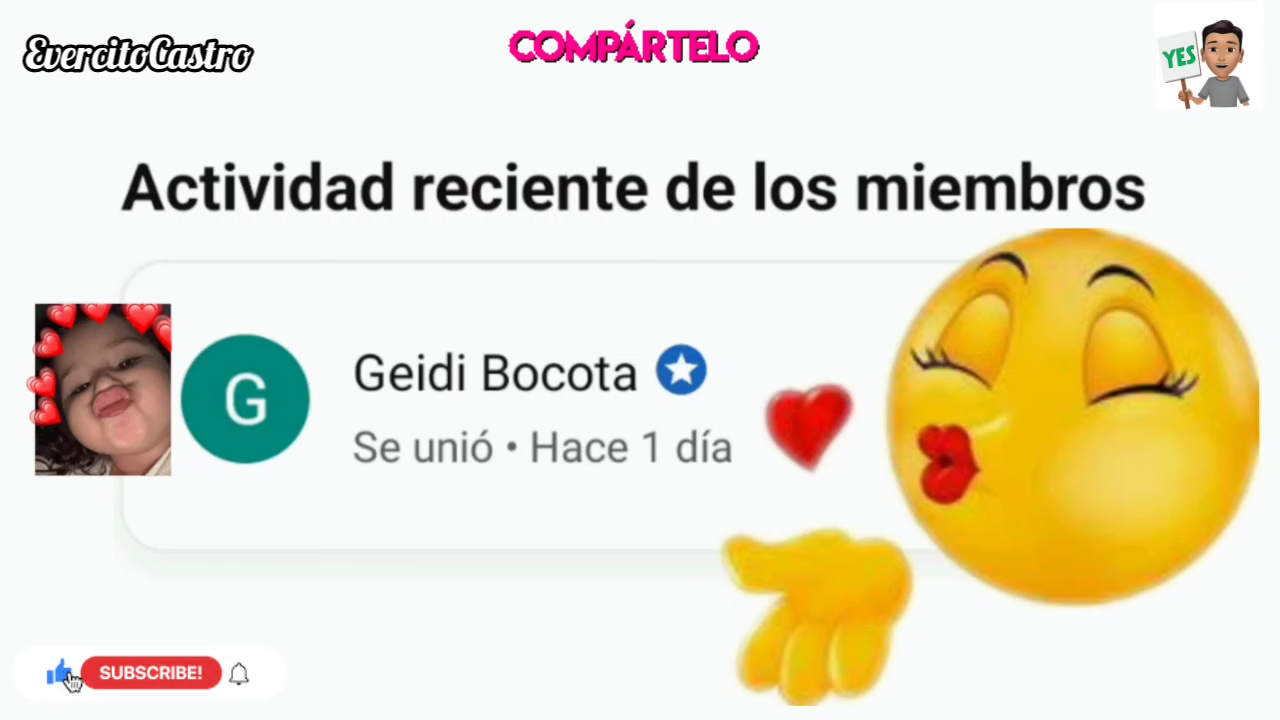 EvercitoCastro
COMPÁRTELO
YES
Actividad reciente de los miembros
G
Geidi Bocota
Se unió • Hace 1 día
SUBSCRIBE!